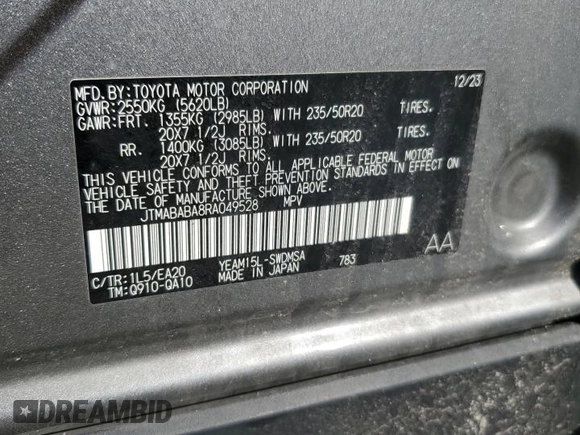 MFD. BY: TOYOTA MOTOR CORPORATION 12/23
GVWR: 2550KG (5620LB)
GAWR: FRT. 1355KG (2985LB) WITH 235/50R20 TIRES.
20X7 1/2J RIMS.
RR. 1400KG (3085LB) WITH 235/50R20 TIRES.
20X7 1/2J RIMS.
THIS VEHICLE CONFORMS TO ALL APPLICABLE FEDERAL MOTOR
VEHICLE SAFETY AND THEFT PREVENTION STANDARDS IN EFFECT ON
THE DATE OF MANUFACTURE SHOWN ABOVE.
JTMABABA8RA049528 MPV
AA
C/TR: 1L5/EA20 YEAM15L-SWDMSA 783
TM: Q910-QA10 MADE IN JAPAN
DREAMBID